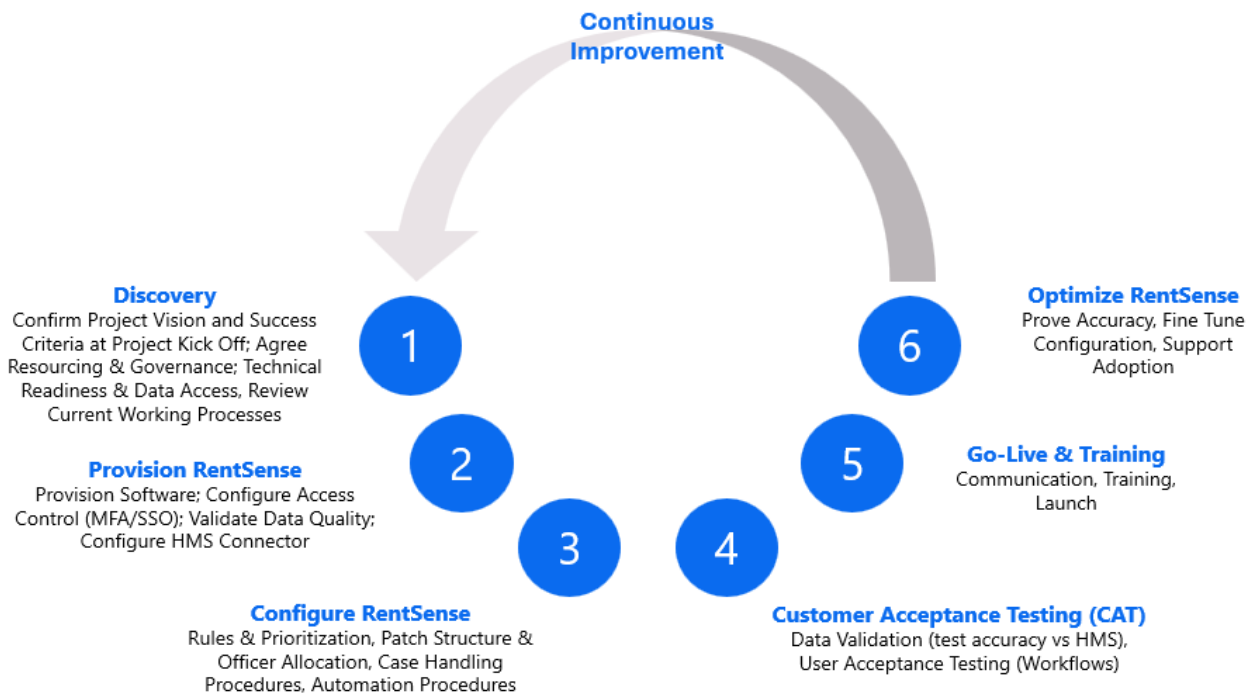 Continuous
Improvement
Discovery
Confirm Project Vision and Success
Criteria at Project Kick Off; Agree
Resourcing & Governance; Technical
Readiness & Data Access, Review
Current Working Processes
1
2
Provision RentSense
Provision Software; Configure Access
Control (MFA/SSO); Validate Data Quality;
Configure HMS Connector
3
Configure RentSense
Rules & Prioritization, Patch Structure &
Officer Allocation, Case Handling
Procedures, Automation Procedures
4
Customer Acceptance Testing (CAT)
Data Validation (test accuracy vs HMS),
User Acceptance Testing (Workflows)
5
Go-Live & Training
Communication, Training,
Launch
6
Optimize RentSense
Prove Accuracy, Fine Tune
Configuration, Support
Adoption